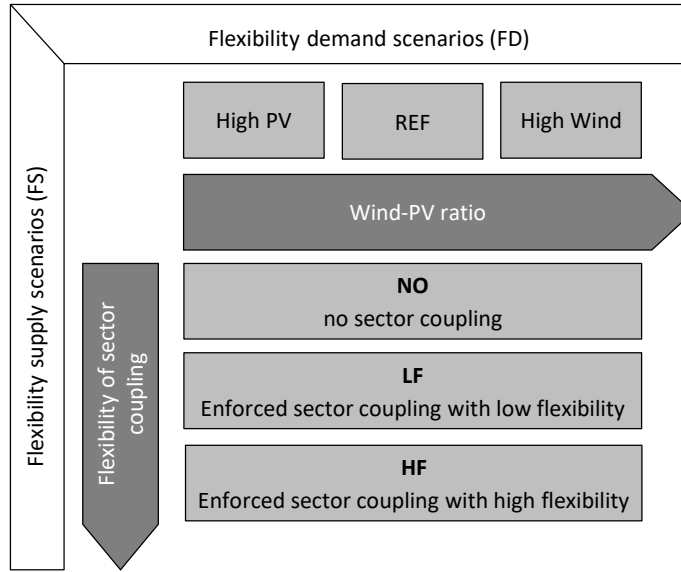 Flexibility demand scenarios (FD)
Flexibility supply scenarios (FS)
High PV
REF
High Wind
Wind-PV ratio
Flexibility of sector
coupling
NO
no sector coupling
LF
Enforced sector coupling with low flexibility
HF
Enforced sector coupling with high flexibility